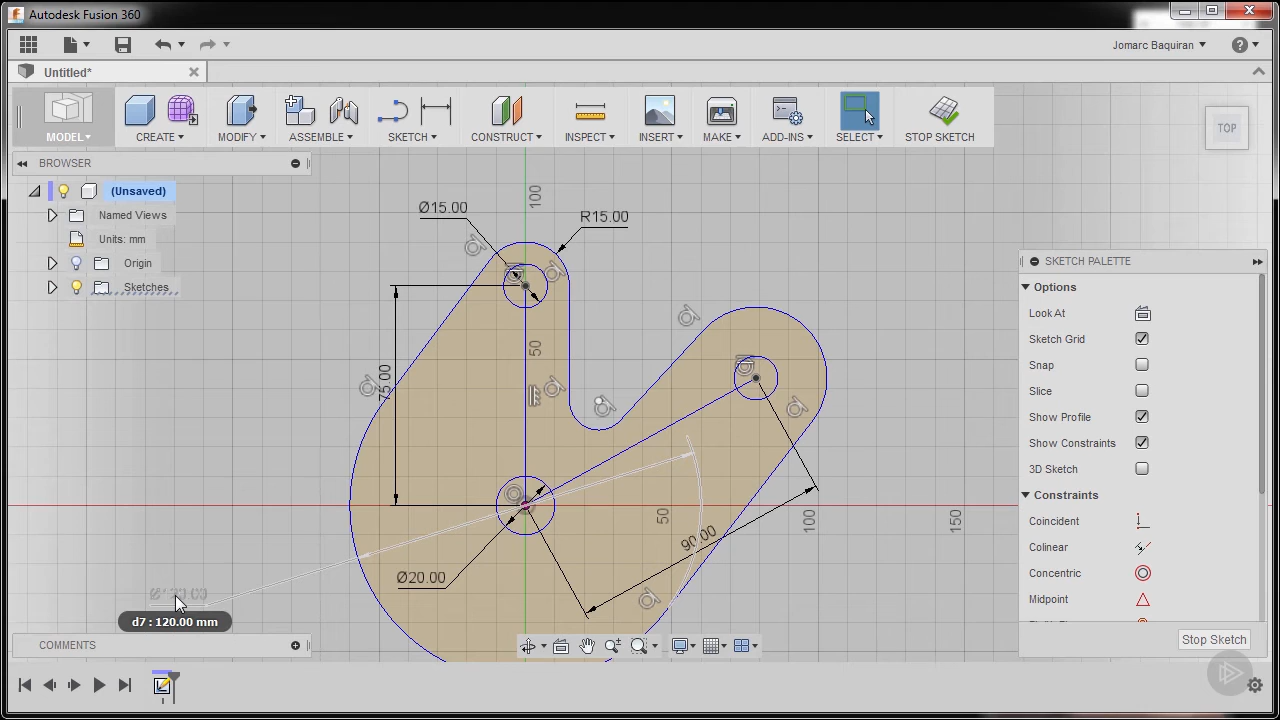 Autodesk Fusion 360
Jomarc Baquiran
Untitled*
MODEL
CREATE
MODIFY
ASSEMBLE
SKETCH
CONSTRUCT
INSPECT
INSERT
MAKE
ADD-INS
SELECT
STOP SKETCH
TOP
BROWSER
(Unsaved)
Named Views
Units: mm
Origin
Sketches
Ø15.00
100
R15.00
75.00
50
50
100
150
90.00
Ø20.00
d7 : 120.00 mm
SKETCH PALETTE
Options
Look At
Sketch Grid
Snap
Slice
Show Profile
Show Constraints
3D Sketch
Constraints
Coincident
Colinear
Concentric
Midpoint
Stop Sketch
COMMENTS